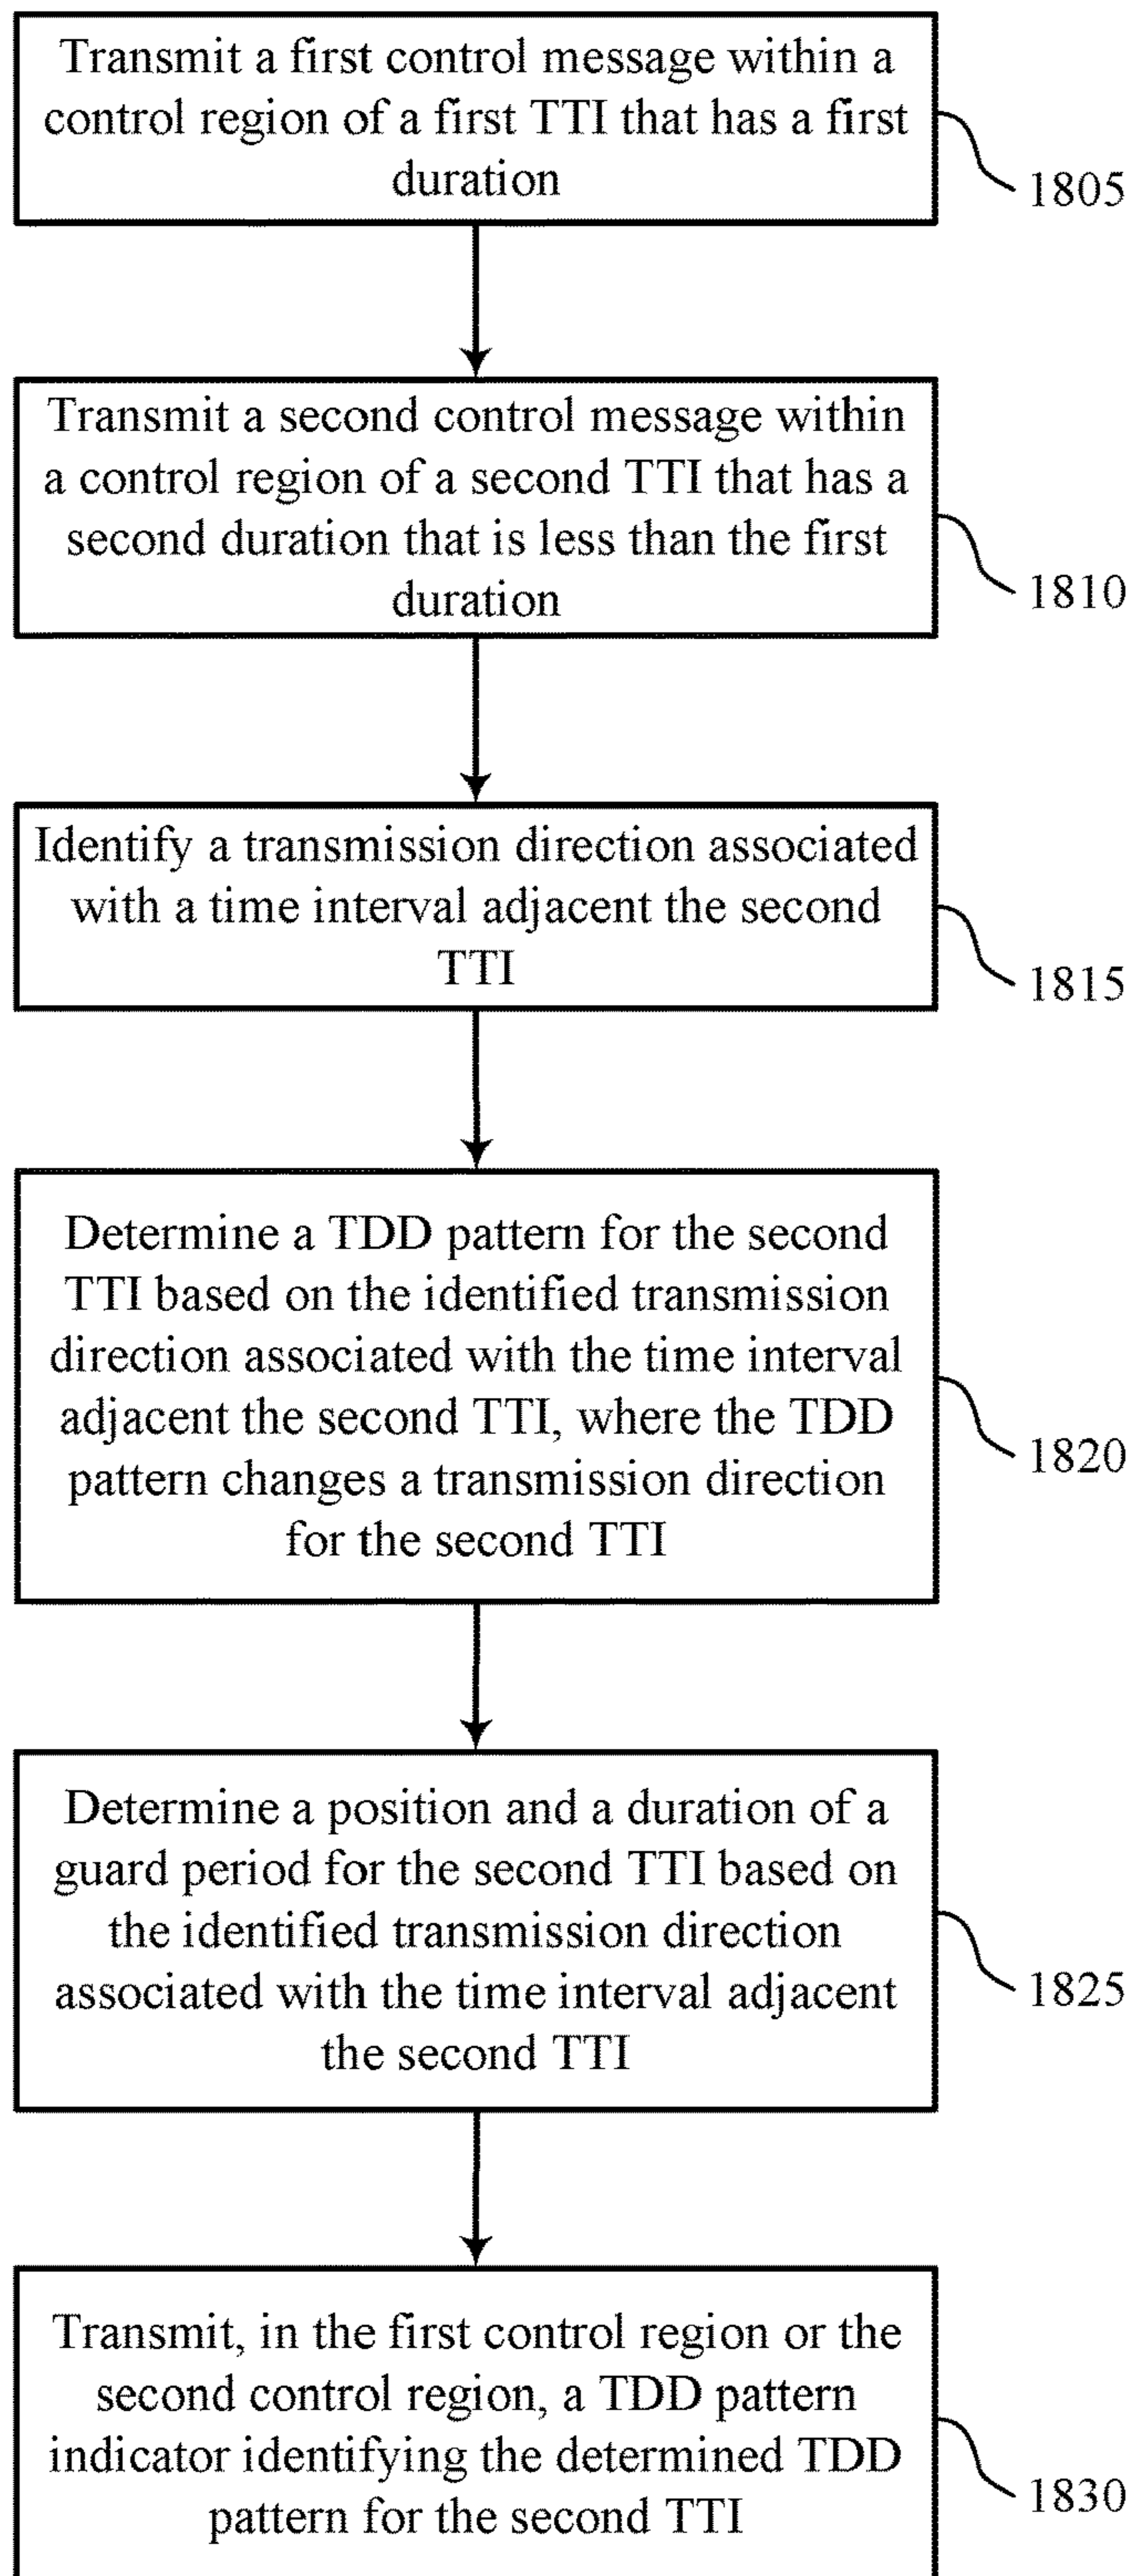 Transmit a first control message within a
control region of a first TTI that has a first
duration
1805
Transmit a second control message within
a control region of a second TTI that has a
second duration that is less than the first
duration
1810
Identify a transmission direction associated
with a time interval adjacent the second
TTI
1815
Determine a TDD pattern for the second
TTI based on the identified transmission
direction associated with the time interval
adjacent the second TTI, where the TDD
pattern changes a transmission direction
for the second TTI
1820
Determine a position and a duration of a
guard period for the second TTI based on
the identified transmission direction
associated with the time interval adjacent
the second TTI
1825
Transmit, in the first control region or the
second control region, a TDD pattern
indicator identifying the determined TDD
pattern for the second TTI
1830